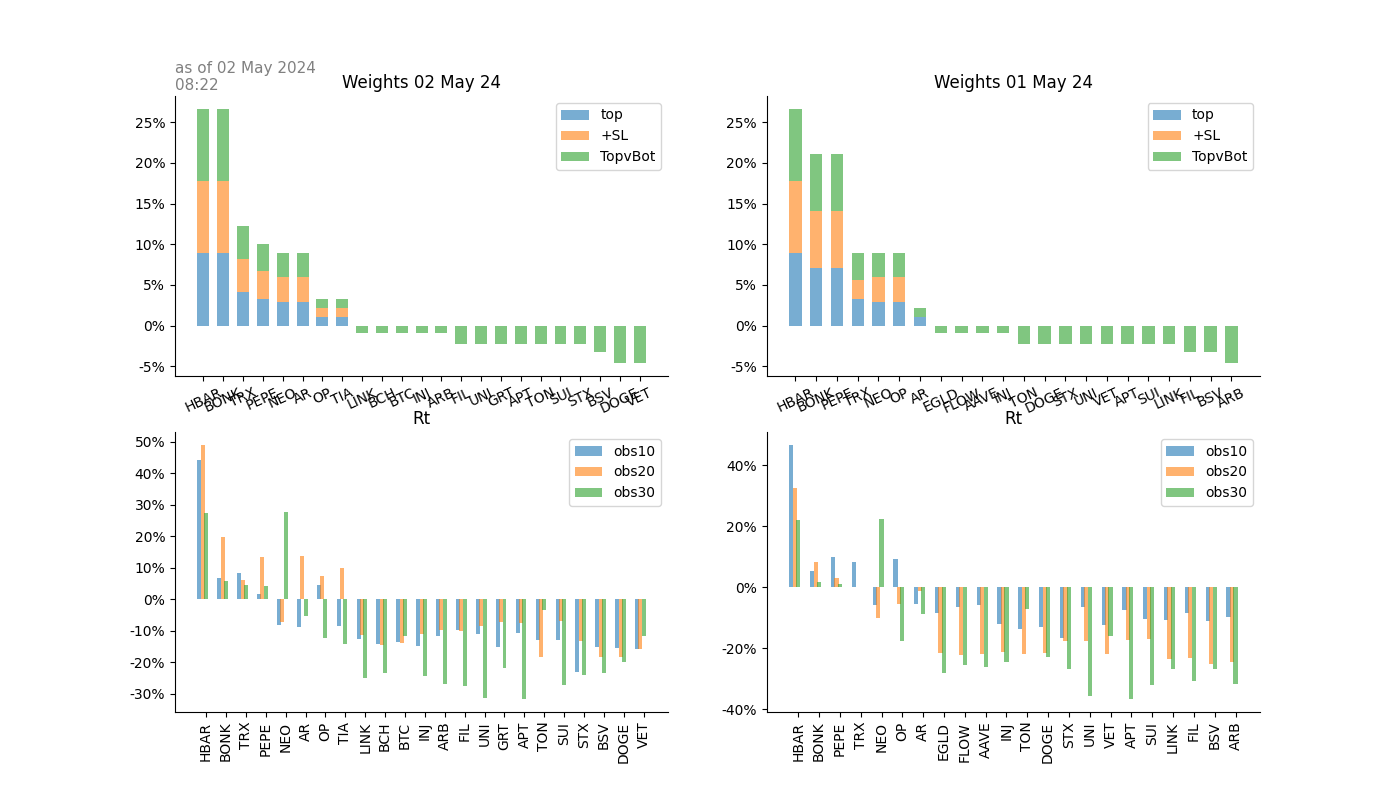 as of 02 May 2024
08:22
Weights 02 May 24
25%
20%
15%
10%
5%
0%
-5%
top
+SL
TopvBot
HBAR BONK TRX PEPE NEO AR OP TIA LINK BCH BTC INJ ARB FIL UNI GRT APT TON SUI STX BSV DOGE VET
Weights 01 May 24
25%
20%
15%
10%
5%
0%
-5%
top
+SL
TopvBot
HBAR BONK PEPE TRX NEO OP AR EGLD FLOW AAVE INJ TON DOGE STX UNI VET APT SUI LINK FIL BSV ARB
Rt
50%
40%
30%
20%
10%
0%
-10%
-20%
-30%
obs10
obs20
obs30
HBAR BONK TRX PEPE NEO AR OP TIA LINK BCH BTC INJ ARB FIL UNI GRT APT TON SUI STX BSV DOGE VET
Rt
40%
20%
0%
-20%
-40%
obs10
obs20
obs30
HBAR BONK PEPE TRX NEO OP AR EGLD FLOW AAVE INJ TON DOGE STX UNI VET APT SUI LINK FIL BSV ARB